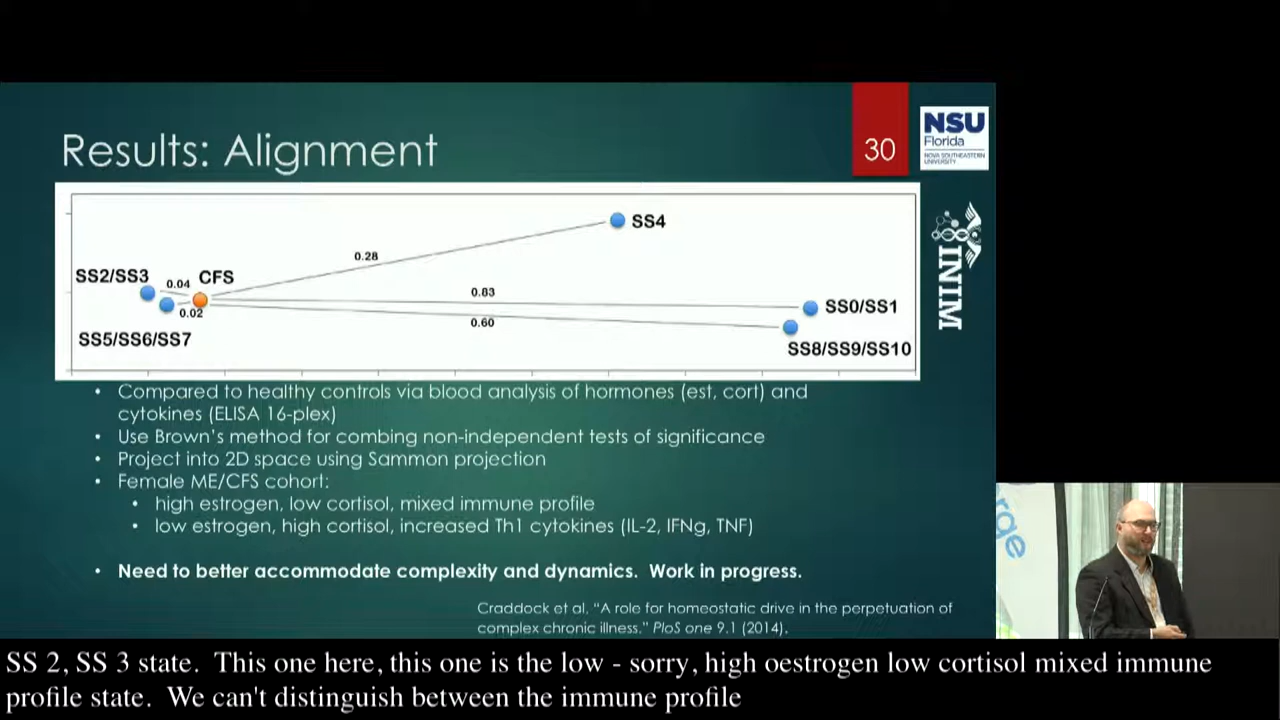 Results: Alignment
30
NSU
Florida
NOVA SOUTHEASTERN
UNIVERSITY
SS4
0.28
SS2/SS3
0.04
CFS
0.83
SS0/SS1
0.02
0.60
SS5/SS6/SS7
SS8/SS9/SS10
INIM
• Compared to healthy controls via blood analysis of hormones (est, cort) and
cytokines (ELISA 16-plex)
• Use Brown's method for combing non-independent tests of significance
• Project into 2D space using Sammon projection
• Female ME/CFS cohort:
• high estrogen, low cortisol, mixed immune profile
• low estrogen, high cortisol, increased Th1 cytokines (IL-2, IFNg, TNF)
• Need to better accommodate complexity and dynamics. Work in progress.
Craddock et al. "A role for homeostatic drive in the perpetuation of
complex chronic illness." PloS one 9.1 (2014).
erge
SS 2, SS 3 state. This one here, this one is the low - sorry, high oestrogen low cortisol mixed immune
profile state. We can't distinguish between the immune profile